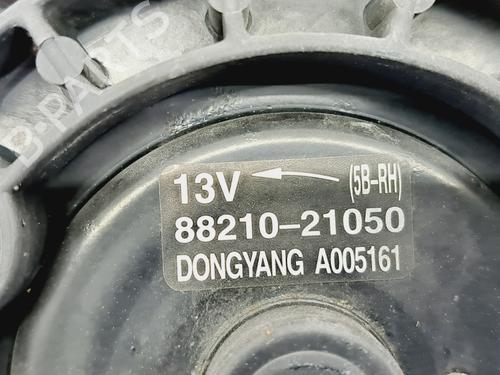 B-PARTS
13V (5B-RH)
88210-21050
DONGYANG A005161